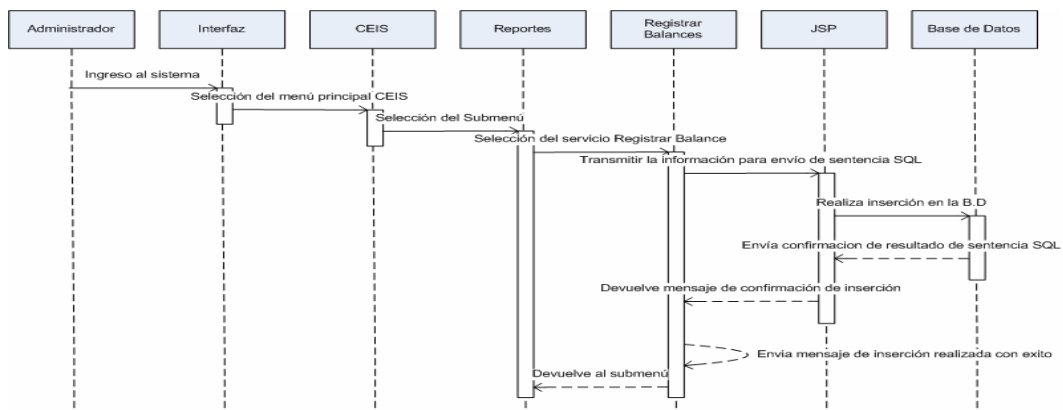 Administrador
Interfaz
CEIS
Reportes
Registrar
Balances
JSP
Base de Datos
Ingreso al sistema
Selección del menú principal CEIS
Selección del Submenú
Selección del servicio Registrar Balance
Transmitir la información para envío de sentencia SQL
Realiza inserción en la B.D
Envía confirmacion de resultado de sentencia SQL
Devuelve mensaje de confirmación de inserción
Envia mensaje de inserción realizada con exito
Devuelve al submenú